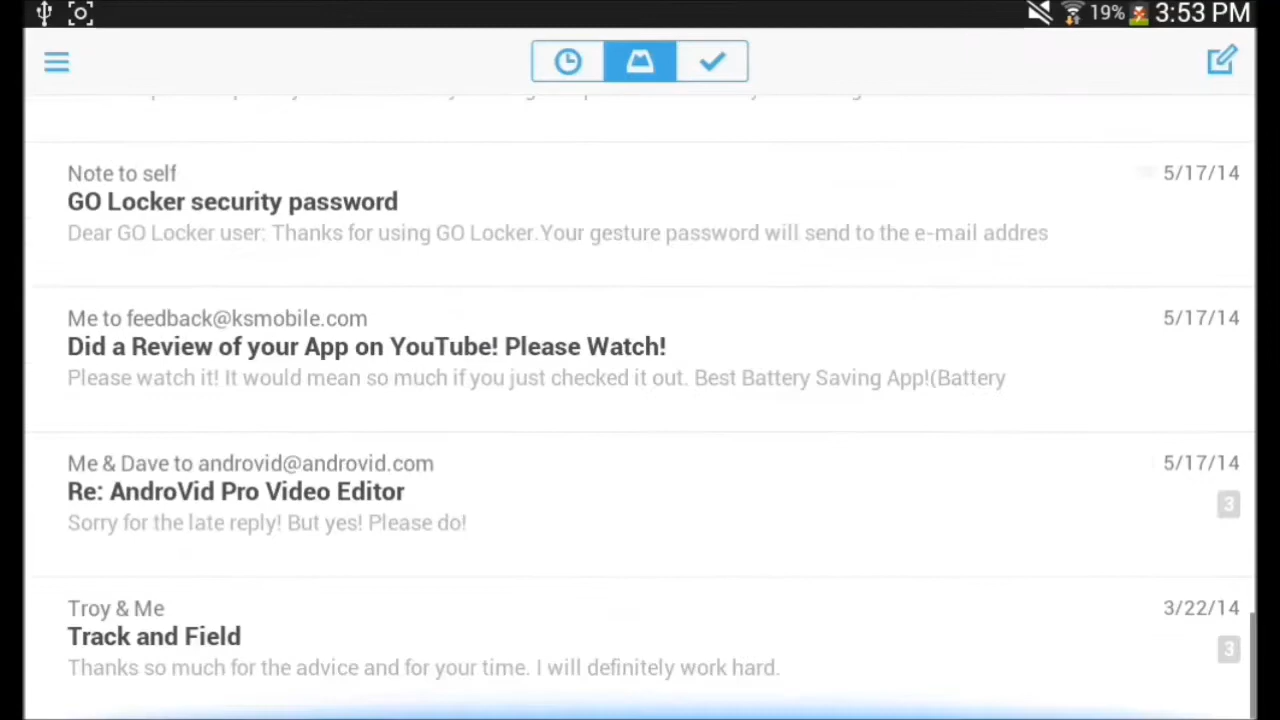 19% 3:53 PM
Note to self
5/17/14
GO Locker security password
Dear GO Locker user: Thanks for using GO Locker.Your gesture password will send to the e-mail addres
Me to feedback@ksmobile.com
5/17/14
Did a Review of your App on YouTube! Please Watch!
Please watch it! It would mean so much if you just checked it out. Best Battery Saving App!(Battery
Me & Dave to androvid@androvid.com
5/17/14
Re: AndroVid Pro Video Editor
3
Sorry for the late reply! But yes! Please do!
Troy & Me
3/22/14
Track and Field
3
Thanks so much for the advice and for your time. I will definitely work hard.